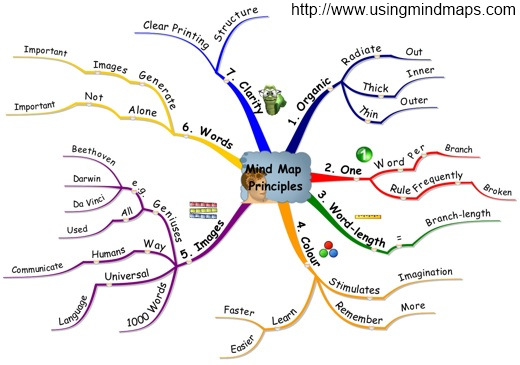 http://www.usingmindmaps.com
Mind Map
Principles
1. Organic
Radiate
Out
Thick
Inner
Thin
Outer
2. One
Word
Per
Branch
Rule
Frequently
Broken
3. Word-length
=
Branch-length
4. Colour
Stimulates
Imagination
Remember
More
Learn
Faster
Easier
5. Images
1000 Words
Universal
Language
Way
Humans
Communicate
Geniuses
All
Used
e.g.
Da Vinci
Darwin
Beethoven
6. Words
Alone
Not
Important
Generate
Images
Important
7. Clarity
Clear Printing
Structure